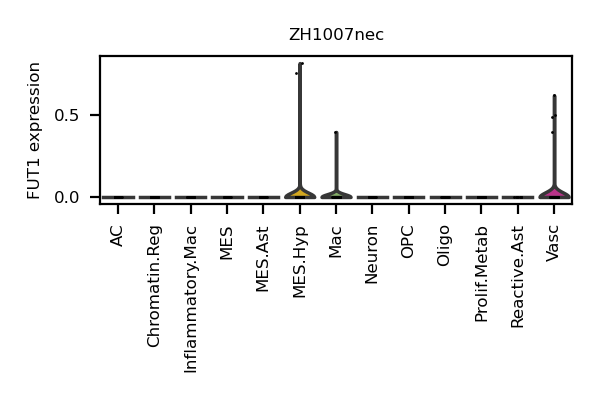 ZH1007nec
FUT1 expression
0.5
0.0
AC
Chromatin.Reg
Inflammatory.Mac
MES
MES.Ast
MES.Hyp
Mac
Neuron
OPC
Oligo
Prolif.Metab
Reactive.Ast
Vasc